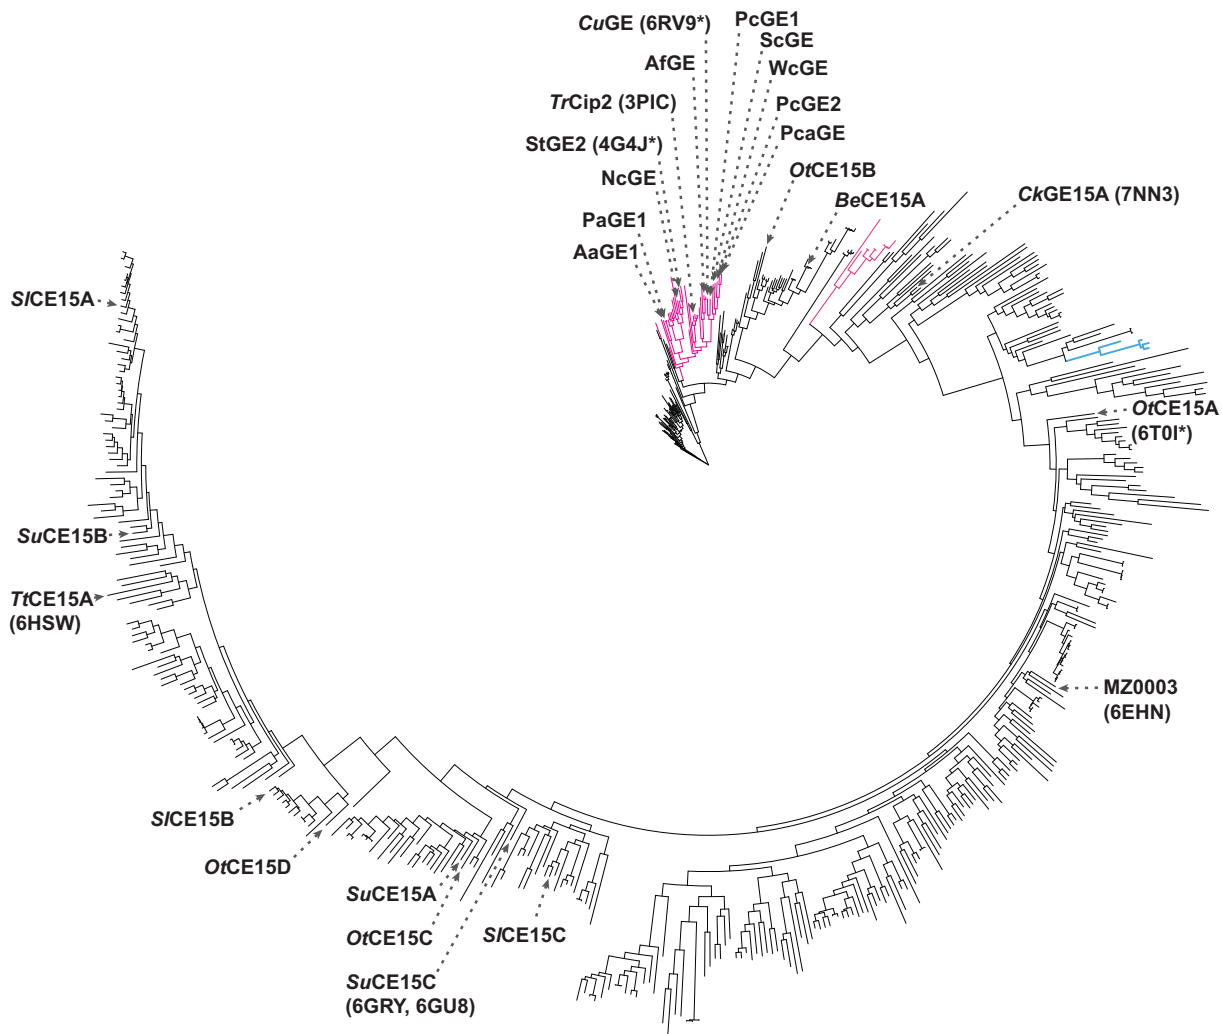 CuGE (6RV9*)
PcGE1
ScGE
AfGE
WcGE
TrCip2 (3PIC)
PcGE2
StGE2 (4G4J*)
PcaGE
NcGE
OtCE15B
BeCE15A
CkGE15A (7NN3)
PaGE1
AaGE1
SlCE15A
OtCE15A
(6T0I*)
SuCE15B
TtCE15A
(6HSW)
MZ0003
(6EHN)
SlCE15B
OtCE15D
SuCE15A
OtCE15C
SlCE15C
SuCE15C
(6GRY, 6GU8)